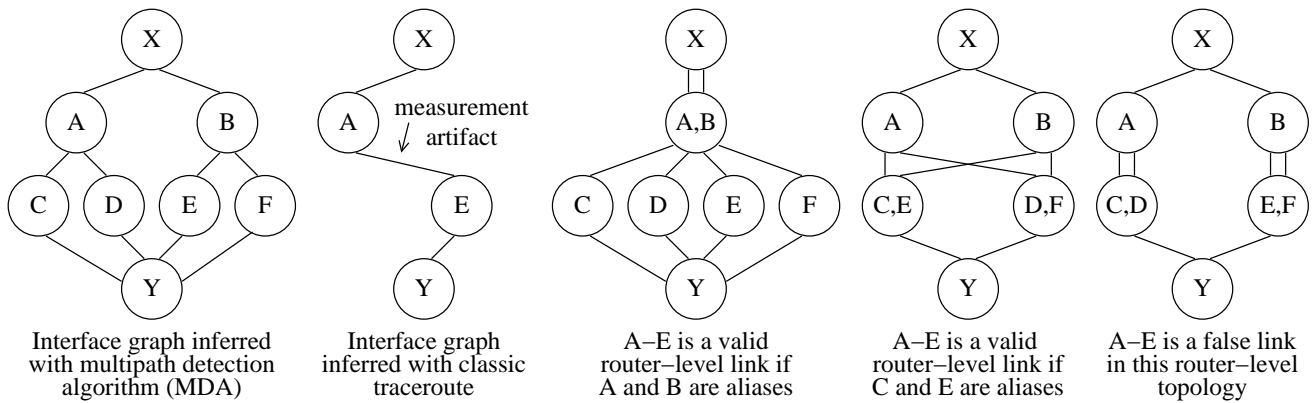 X
A
B
C
D
E
F
Y
Interface graph inferred
with multipath detection
algorithm (MDA)
X
A
measurement
artifact
E
Y
Interface graph
inferred with classic
traceroute
X
A,B
C
D
E
F
Y
A–E is a valid
router–level link if
A and B are aliases
X
A
B
C,E
D,F
Y
A–E is a valid
router–level link if
C and E are aliases
X
A
B
C,D
E,F
Y
A–E is a false link
in this router–level
topology